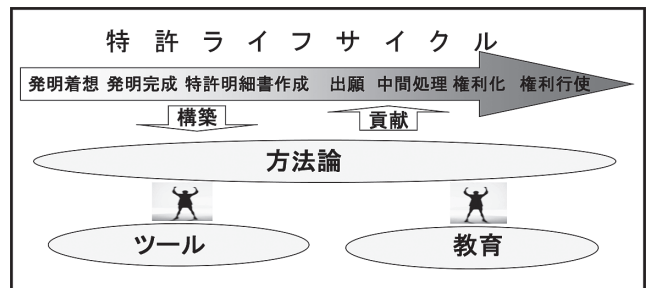 特許ライフサイクル
発明着想 発明完成 特許明細書作成 出願 中間処理 権利化 権利行使
構築 貢献
方法論
ツール 教育